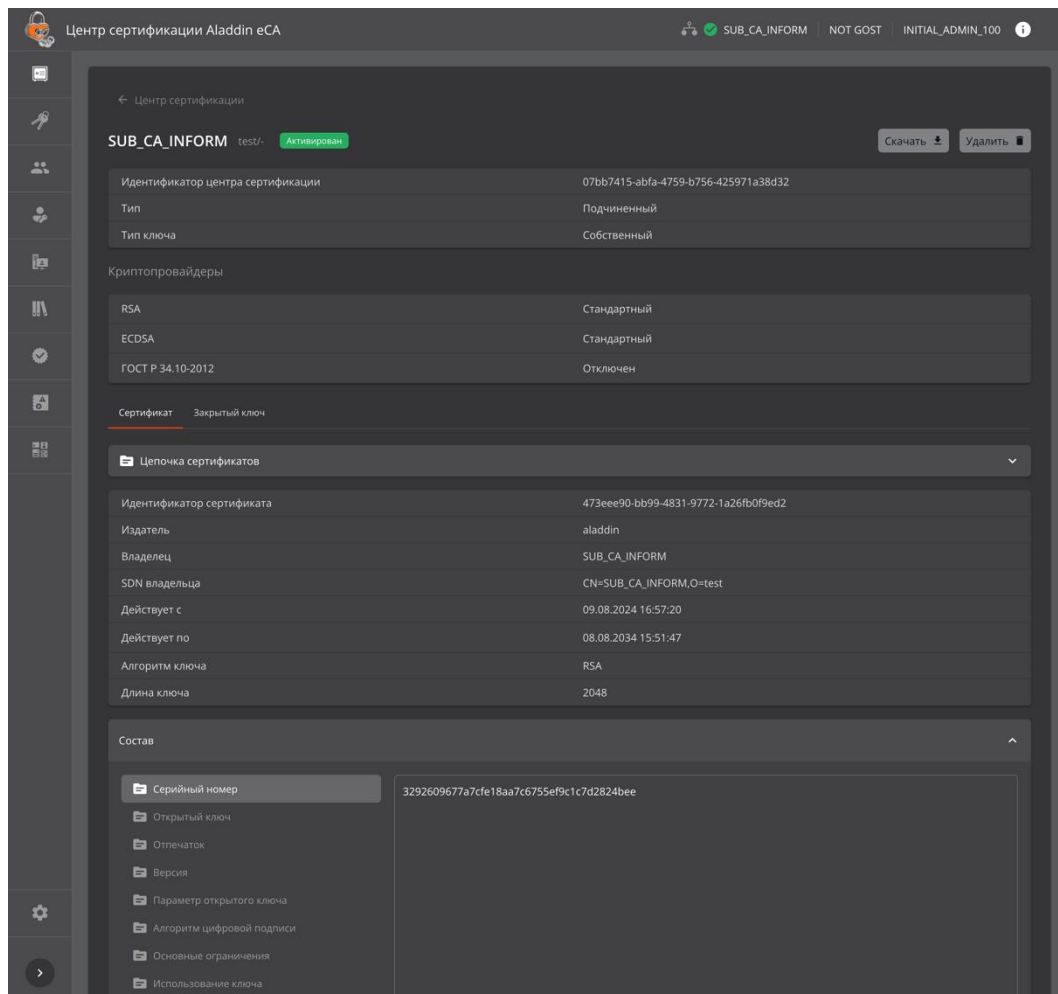 Центр сертификации Aladdin eCA
SUB_CA_INFORM NOT GOST INITIAL_ADMIN_100
Центр сертификации
SUB_CA_INFORM test/- Активирован Скачать Удалить
Идентификатор центра сертификации 07bb7415-abfa-4759-b756-425971a38d32
Тип Подчиненный
Тип ключа Собственный
Криптопровайдеры
RSA Стандартный
ECDSA Стандартный
ГОСТ Р 34.10-2012 Отключен
Сертификат Закрытый ключ
Цепочка сертификатов
Идентификатор сертификата 473eee90-bb99-4831-9772-1a26fb0f9ed2
Издатель aladdin
Владелец SUB_CA_INFORM
SDN владельца CN=SUB_CA_INFORM,O=test
Действует с 09.08.2024 16:57:20
Действует по 08.08.2034 15:51:47
Алгоритм ключа RSA
Длина ключа 2048
Состав
Серийный номер 3292609677a7cfe18aa7c6755ef9c1c7d2824bee
Открытый ключ
Отпечаток
Версия
Параметр открытого ключа
Алгоритм цифровой подписи
Основные ограничения
Использование ключа